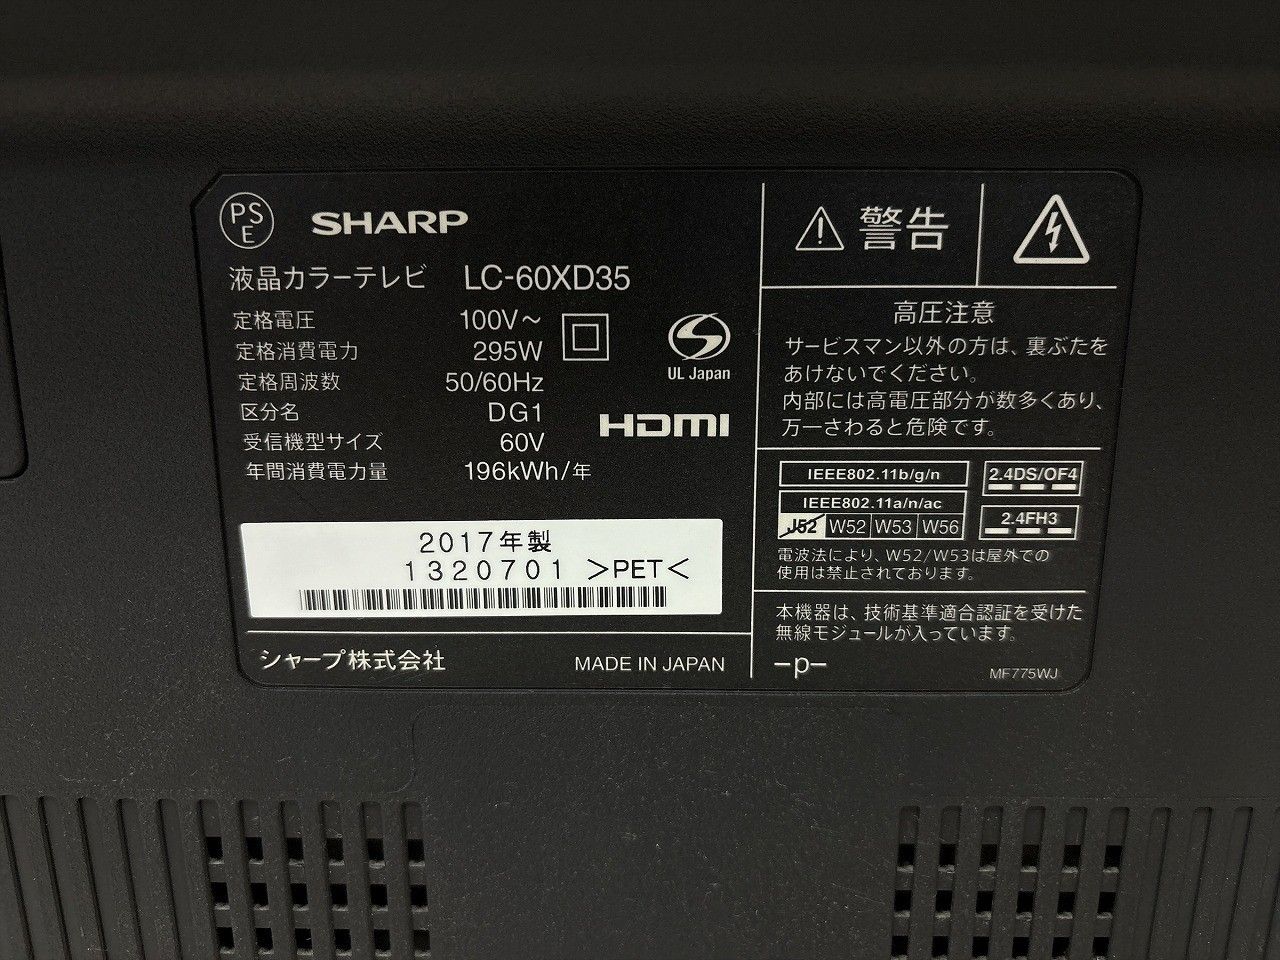 PS
E
SHARP
液晶カラーテレビ LC-60XD35
定格電圧 100V～
定格消費電力 295W
定格周波数 50/60Hz
区分名 DG1
受信機型サイズ 60V
年間消費電力量 196kWh/年
UL Japan
HDMI
2017年製
1320701 >PET<
シャープ株式会社 MADE IN JAPAN
警告
高圧注意
サービスマン以外の方は、裏ぶたを
あけないでください。
内部には高電圧部分が数多くあり、
万一さわると危険です。
IEEE802.11b/g/n
2.4DS/OF4
IEEE802.11a/n/ac
J52 W52 W53 W56
2.4FH3
電波法により、W52/W53は屋外での
使用は禁止されております。
本機器は、技術基準適合認証を受けた
無線モジュールが入っています。
-p-
MF775WJ